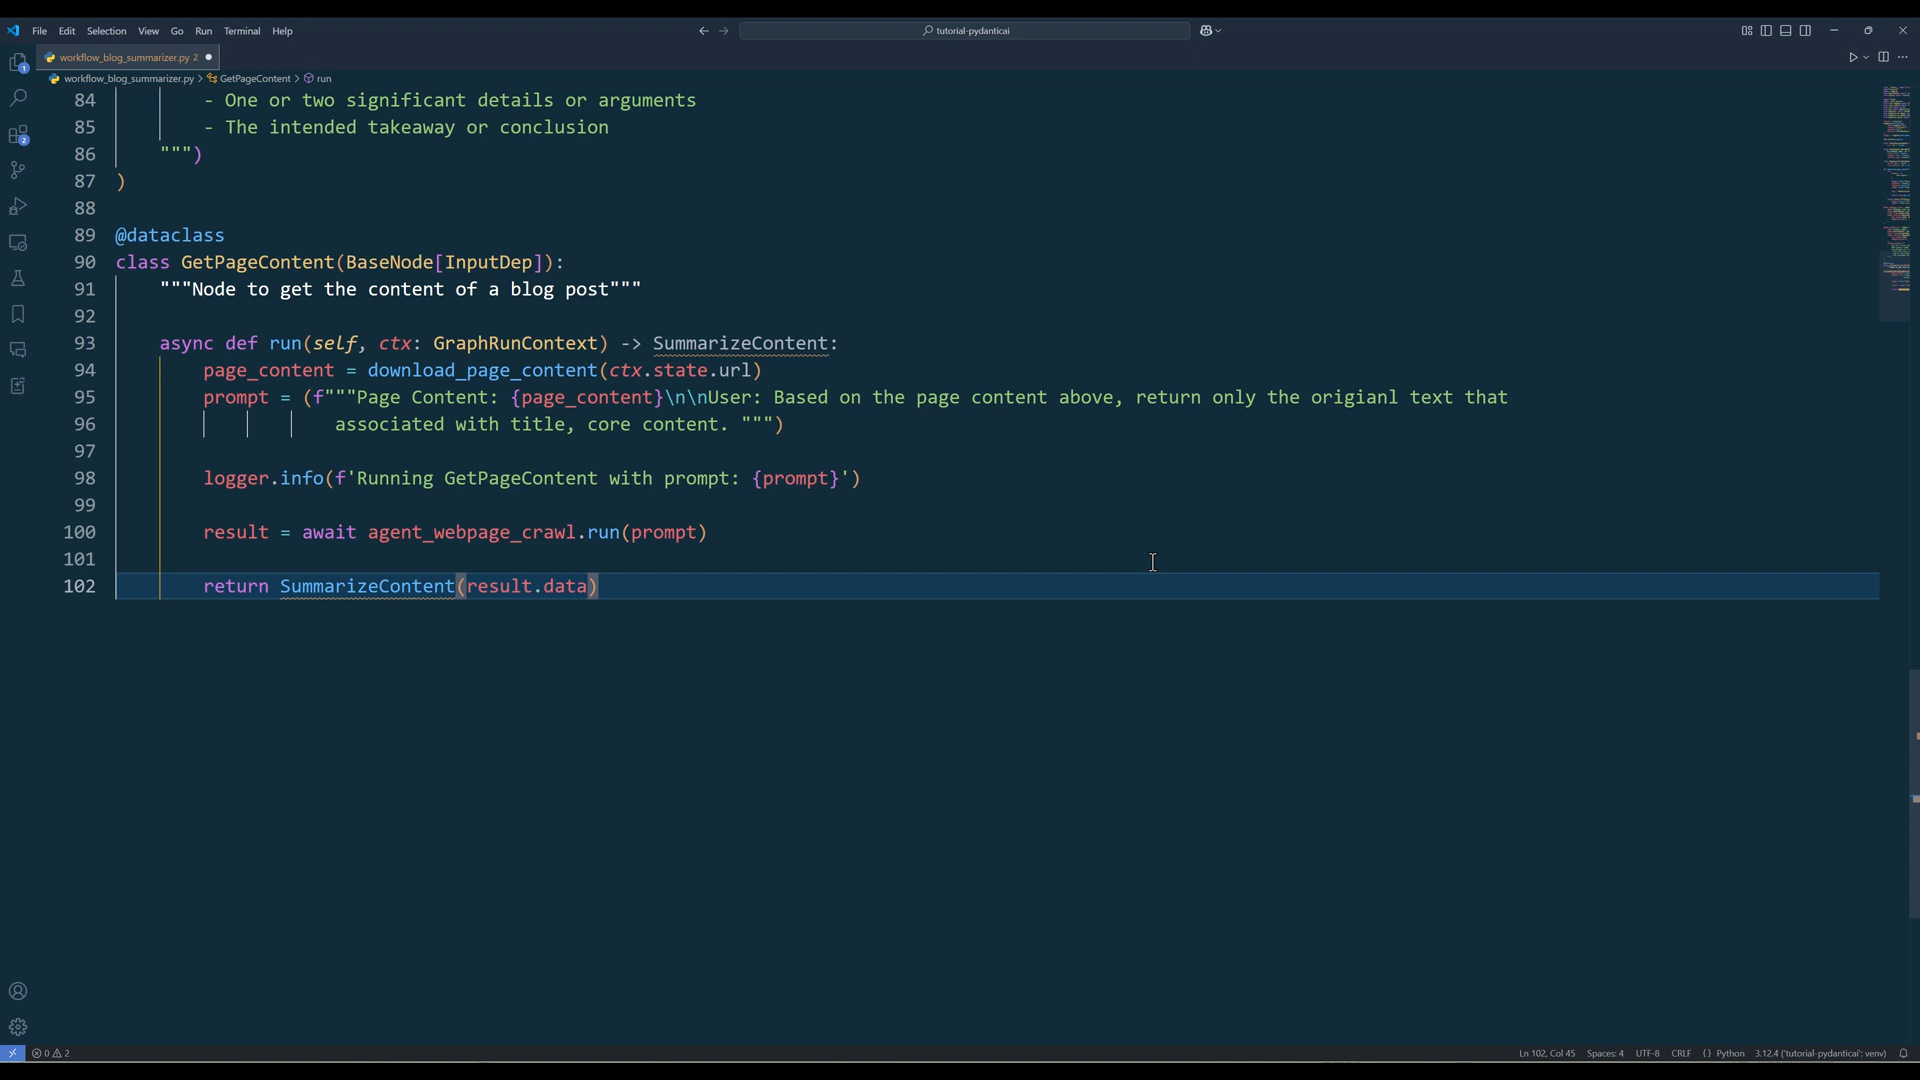 File Edit Selection View Go Run Terminal Help
tutorial-pydanticai
workflow_blog_summarizer.py 2
workflow_blog_summarizer.py > GetPageContent > run
84 - One or two significant details or arguments
85 - The intended takeaway or conclusion
86 """)
87 )
88
89 @dataclass
90 class GetPageContent(BaseNode[InputDep]):
91 """Node to get the content of a blog post"""
92
93 async def run(self, ctx: GraphRunContext) -> SummarizeContent:
94 page_content = download_page_content(ctx.state.url)
95 prompt = (f"""Page Content: {page_content}\n\nUser: Based on the page content above, return only the origianl text that
96 associated with title, core content. """)
97
98 logger.info(f'Running GetPageContent with prompt: {prompt}')
99
100 result = await agent_webpage_crawl.run(prompt)
101
102 return SummarizeContent(result.data)
1
2
0 2
Ln 102, Col 45 Spaces: 4 UTF-8 CRLF {} Python 3.12.4 ('tutorial-pydanticai': venv)